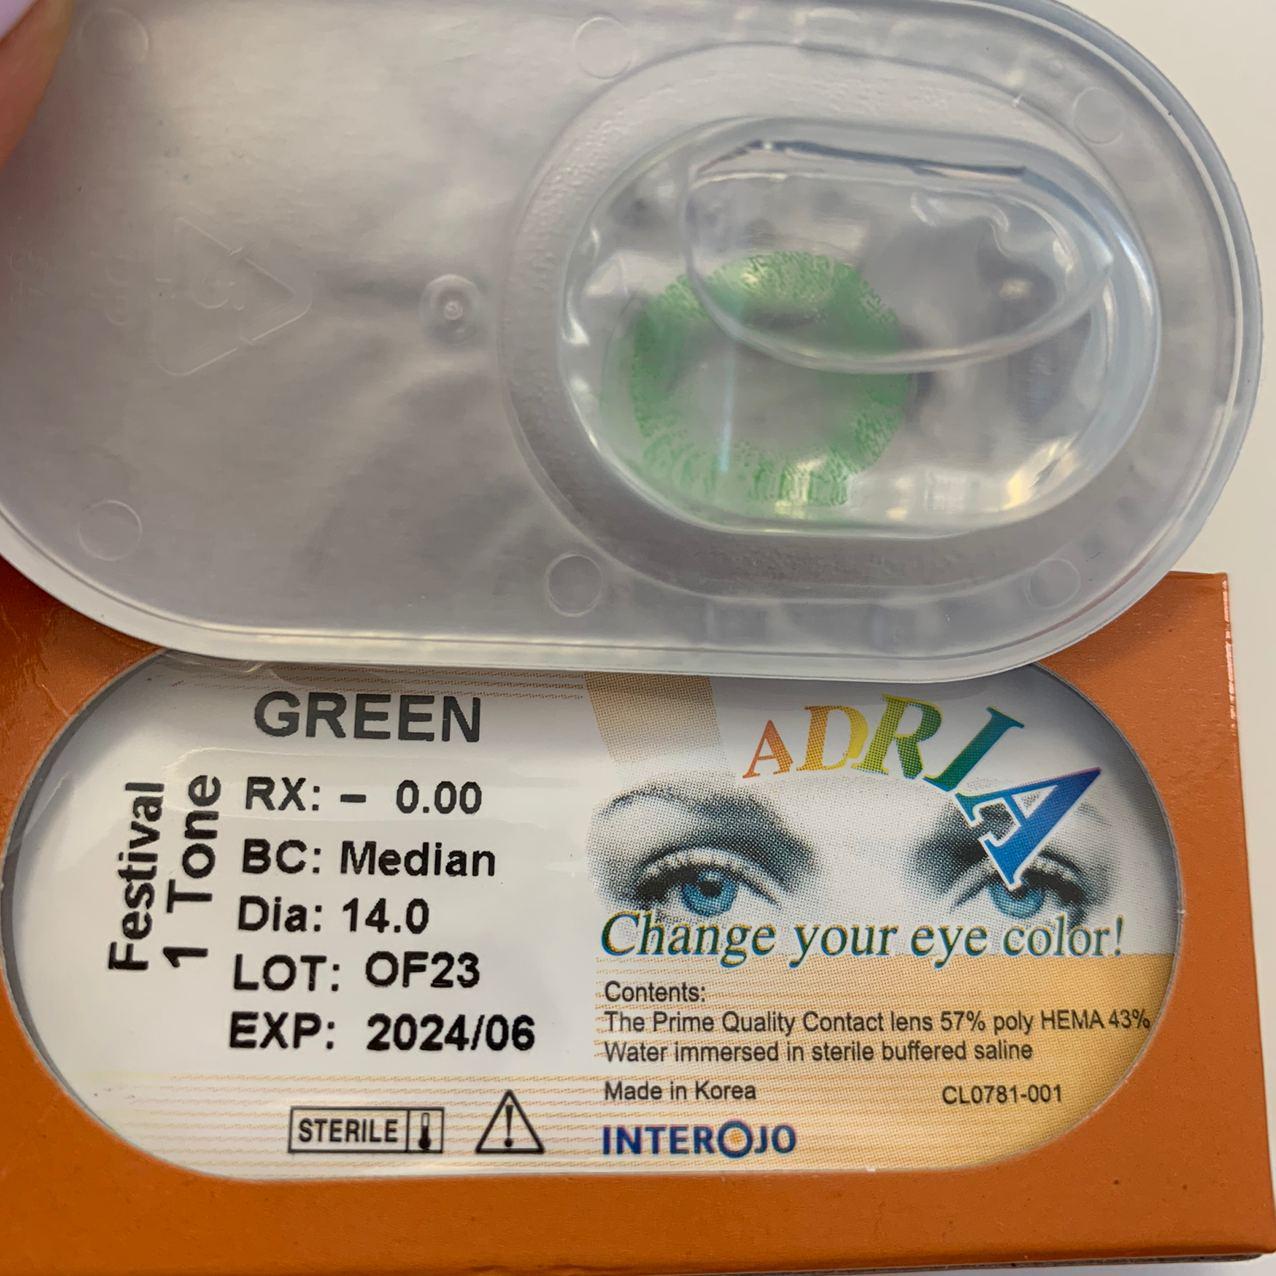 GREEN
Festival
1 Tone
RX: – 0.00
BC: Median
Dia: 14.0
LOT: OF23
EXP: 2024/06
STERILE
ADRIA
Change your eye color!
Contents:
The Prime Quality Contact lens 57% poly HEMA 43%
Water immersed in sterile buffered saline
Made in Korea
CL0781-001
INTEROJO